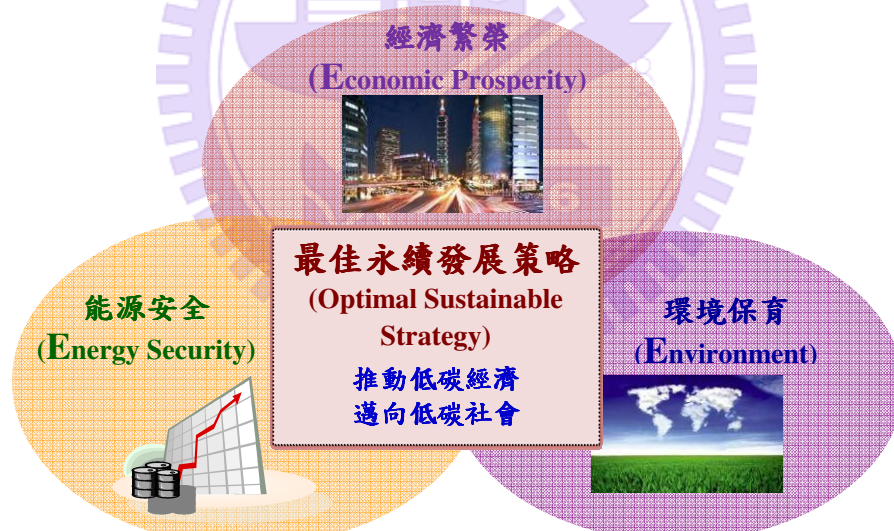 經濟繁榮
(Economic Prosperity)
6
最佳永續發展策略
(Optimal Sustainable
Strategy)
推動低碳經濟
邁向低碳社會
能源安全
(Energy Security)
環境保育
(Environment)